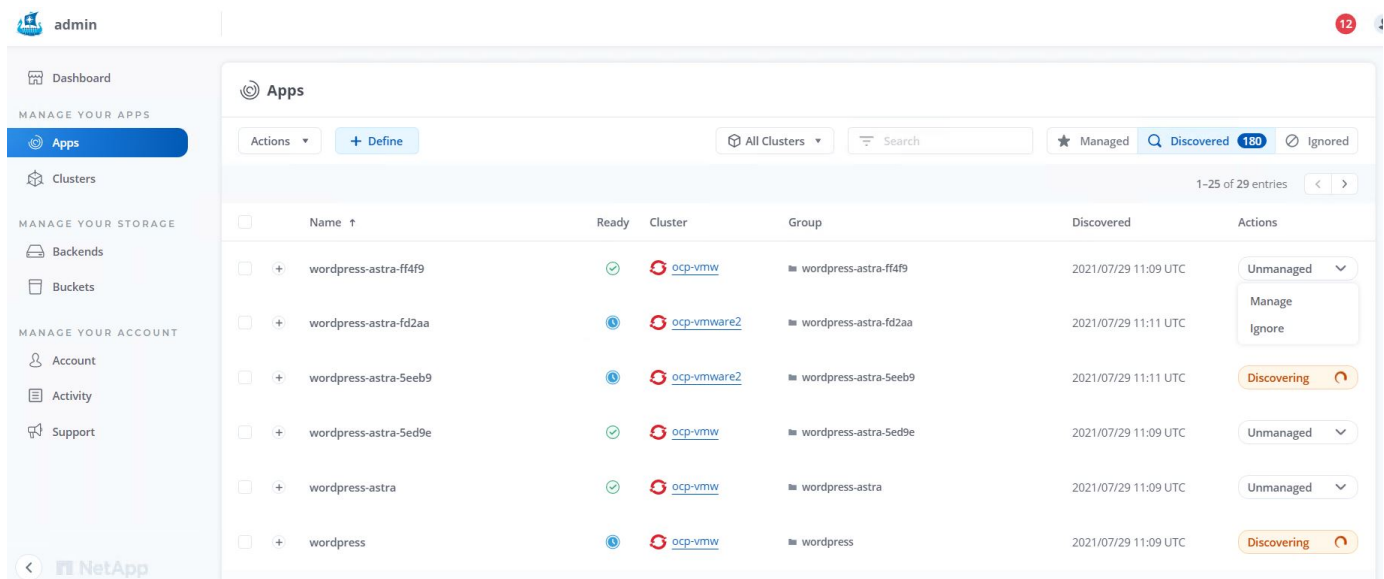 admin
12
Dashboard
MANAGE YOUR APPS
Apps
Clusters
MANAGE YOUR STORAGE
Backends
Buckets
MANAGE YOUR ACCOUNT
Account
Activity
Support
NetApp
Apps
Actions + Define All Clusters Search Managed Discovered 180 Ignored
1–25 of 29 entries < >
Name ↑ Ready Cluster Group Discovered Actions
+ wordpress-astra-ff4f9 ocp-vmw wordpress-astra-ff4f9 2021/07/29 11:09 UTC Unmanaged
Manage
Ignore
+ wordpress-astra-fd2aa ocp-vmware2 wordpress-astra-fd2aa 2021/07/29 11:11 UTC
+ wordpress-astra-5eeb9 ocp-vmware2 wordpress-astra-5eeb9 2021/07/29 11:11 UTC Discovering
+ wordpress-astra-5ed9e ocp-vmw wordpress-astra-5ed9e 2021/07/29 11:09 UTC Unmanaged
+ wordpress-astra ocp-vmw wordpress-astra 2021/07/29 11:09 UTC Unmanaged
+ wordpress ocp-vmw wordpress 2021/07/29 11:09 UTC Discovering